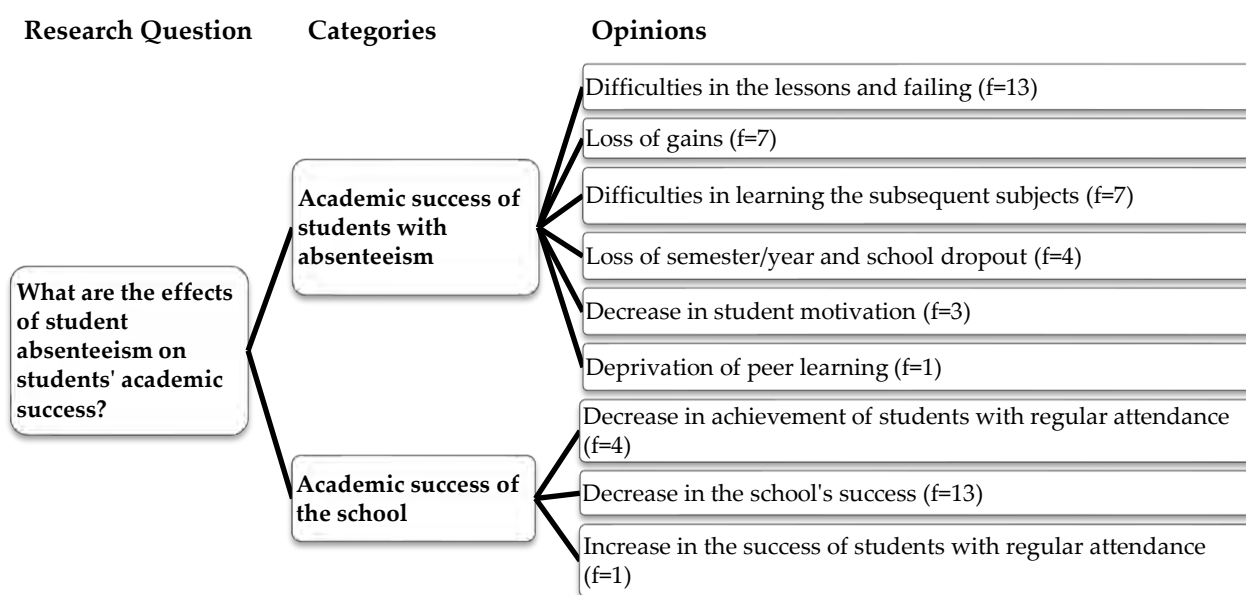 Research Question
Categories
Opinions
What are the effects
of student
absenteeism on
students' academic
success?
Academic success of
students with
absenteeism
Difficulties in the lessons and failing (f=13)
Loss of gains (f=7)
Difficulties in learning the subsequent subjects (f=7)
Loss of semester/year and school dropout (f=4)
Decrease in student motivation (f=3)
Deprivation of peer learning (f=1)
Academic success of
the school
Decrease in achievement of students with regular attendance
(f=4)
Decrease in the school's success (f=13)
Increase in the success of students with regular attendance
(f=1)